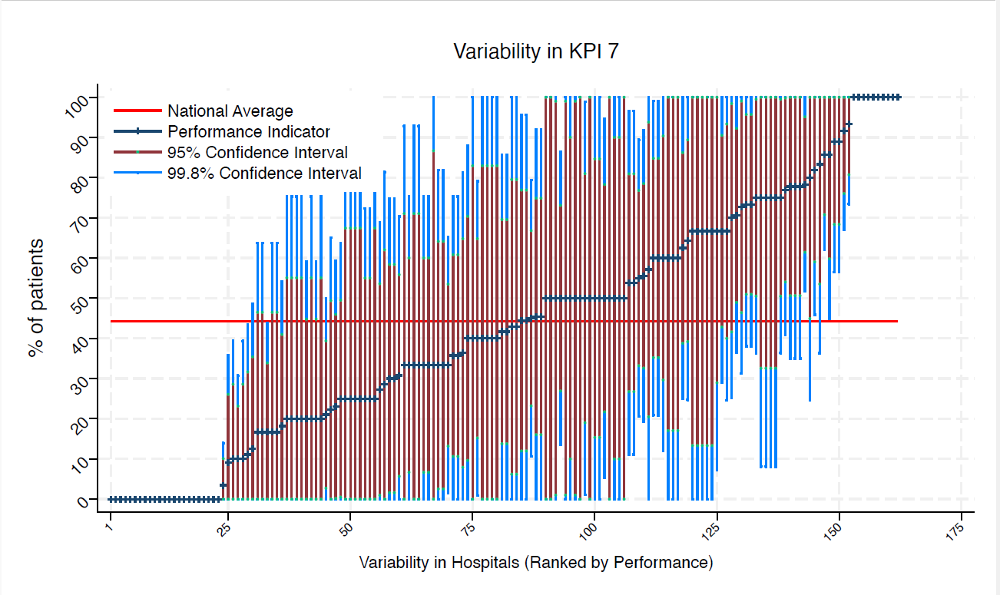 Variability in KPI 7
National Average
Performance Indicator
95% Confidence Interval
99.8% Confidence Interval
% of patients
100
90
80
70
60
50
40
30
20
10
0
1
25
50
75
100
125
150
175
Variability in Hospitals (Ranked by Performance)